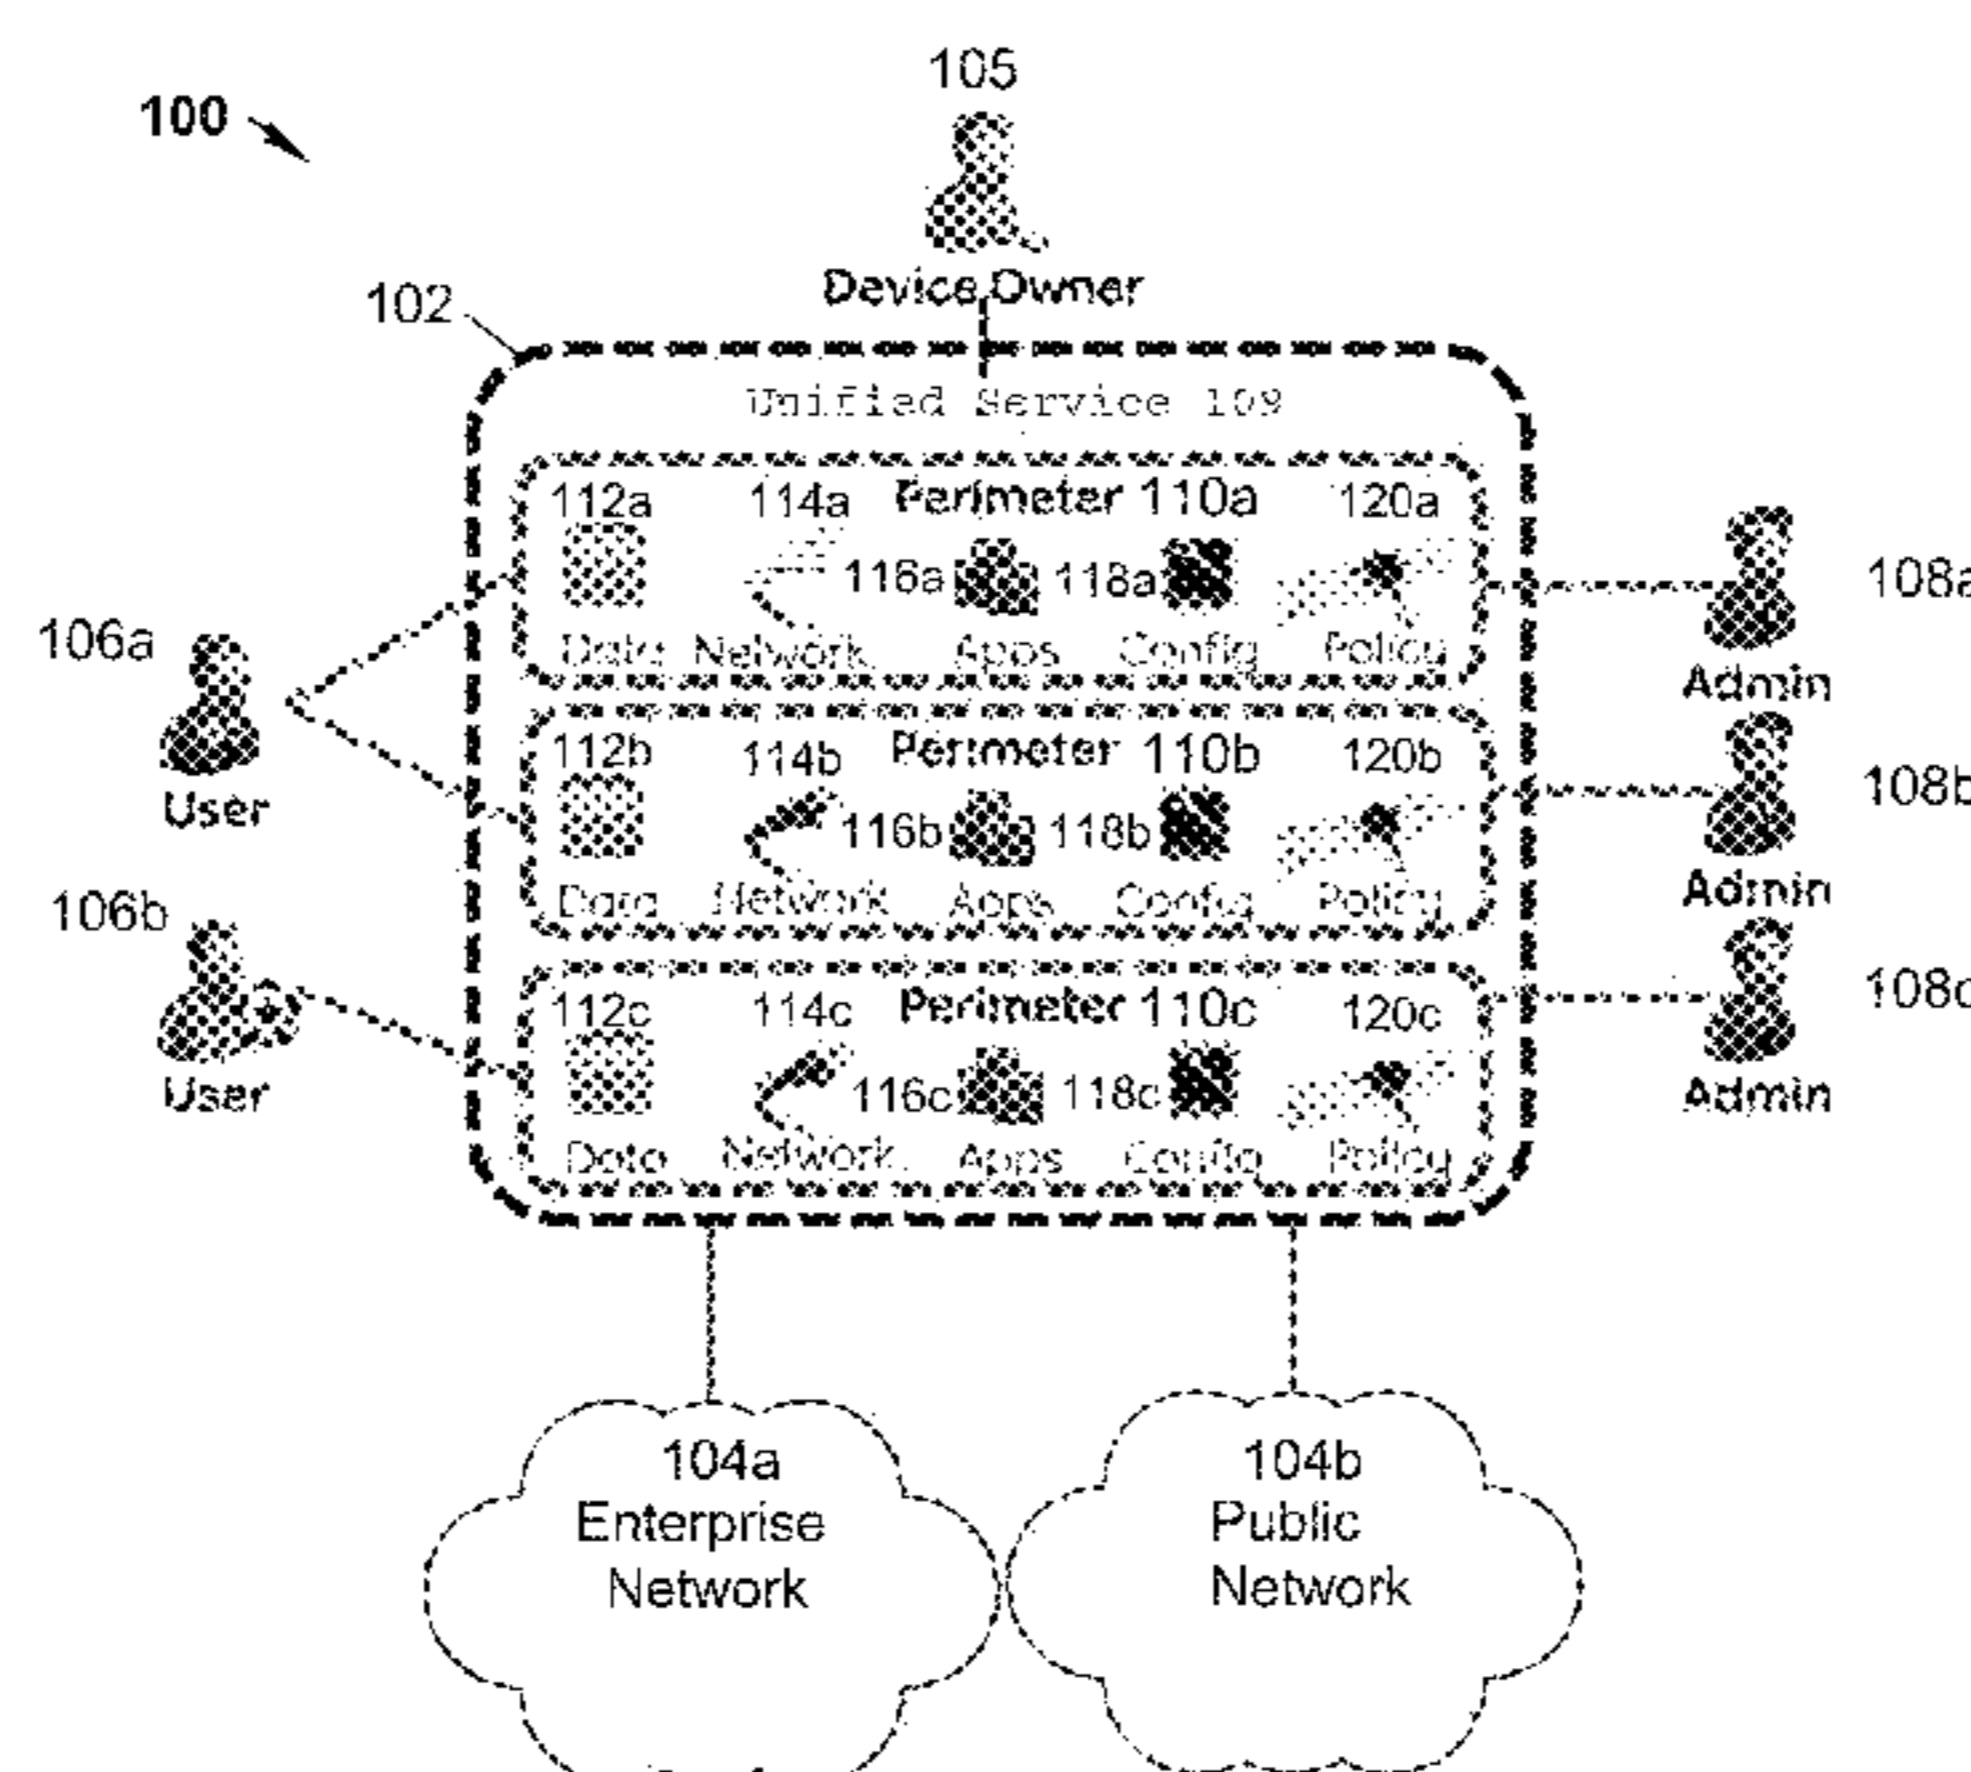 105
100
Device Owner
102
Unified Service 109
112a 114a Perimeter 110a 120a
116a 118a
108a
Data Network Apps Config Policy
106a
Admin
User
112b 114b Perimeter 110b 120b
116b 118b
108b
Data Network Apps Config Policy
Admin
106b
User
112c 114c Perimeter 110c 120c
116c 118c
108c
Data Network Apps Config Policy
Admin
104a
Enterprise
Network
104b
Public
Network